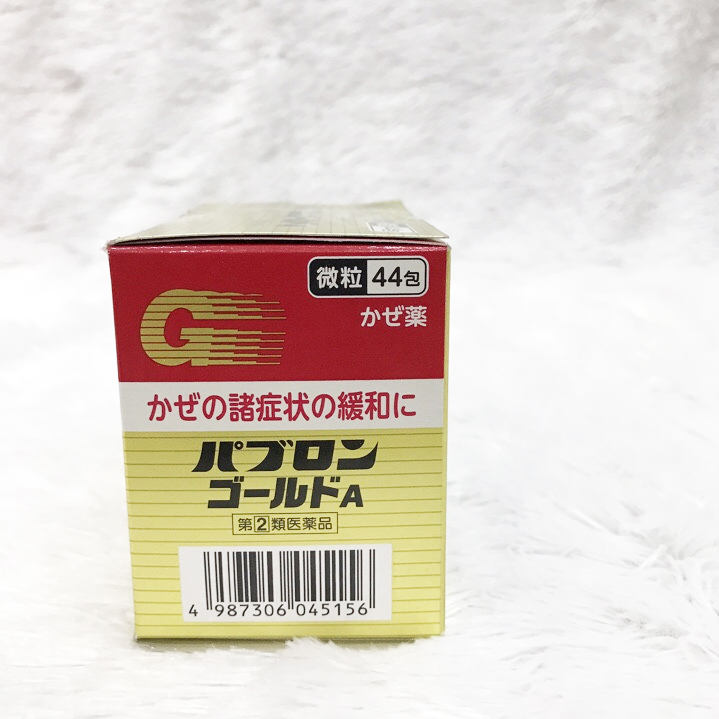 微粒 44包
かぜ薬
G
かぜの諸症状の緩和に
パブロン
ゴールドA
第②類医薬品
4 987306 045156